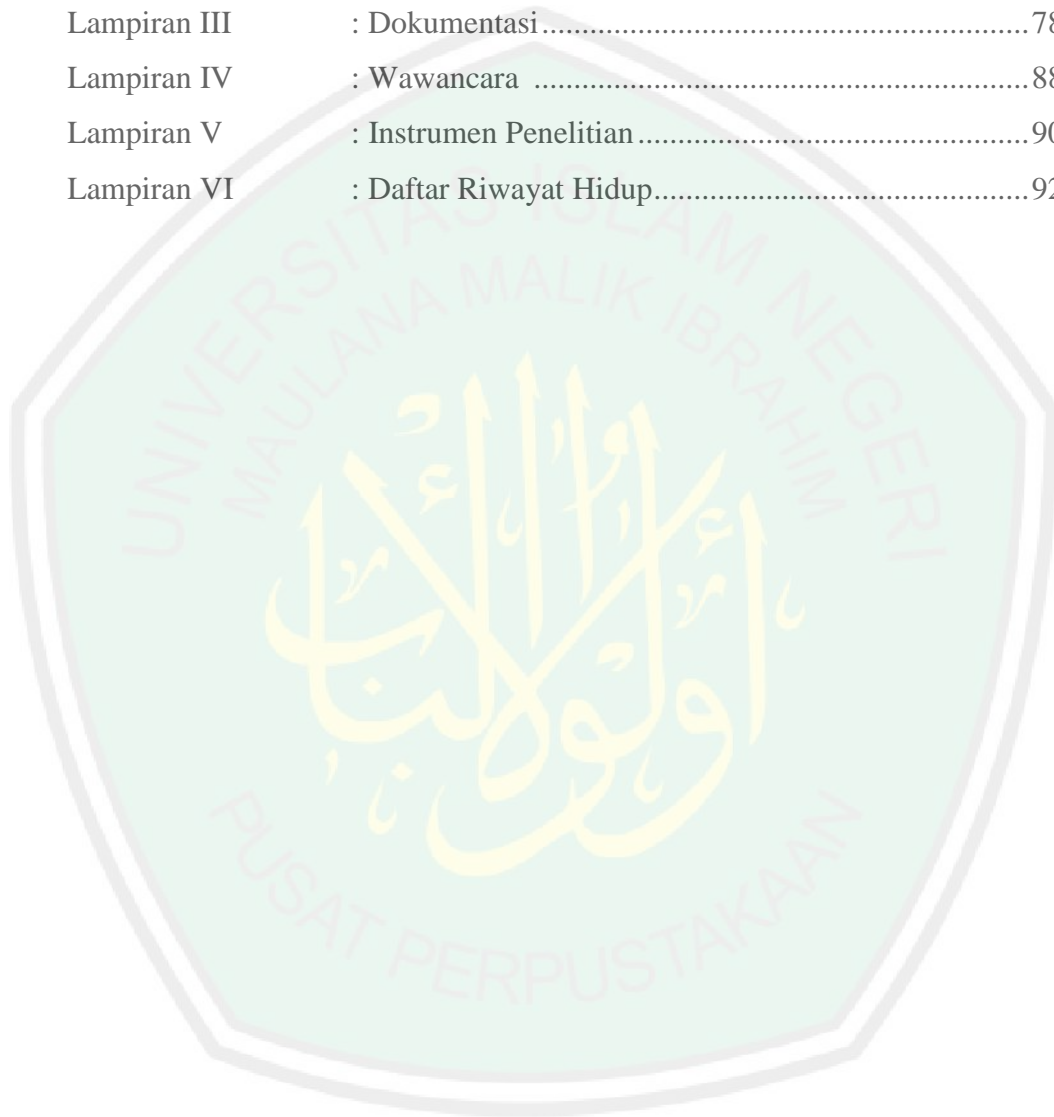 Lampiran III : Dokumentasi ........................................................... 78
Lampiran IV : Wawancara ............................................................ 88
Lampiran V : Instrumen Penelitian ............................................... 90
Lampiran VI : Daftar Riwayat Hidup ............................................. 92
UNIVERSITAS ISLAM NEGERI
MAULANA MALIK IBRAHIM
أولوا الألباب
PUSAT PERPUSTAKAAN